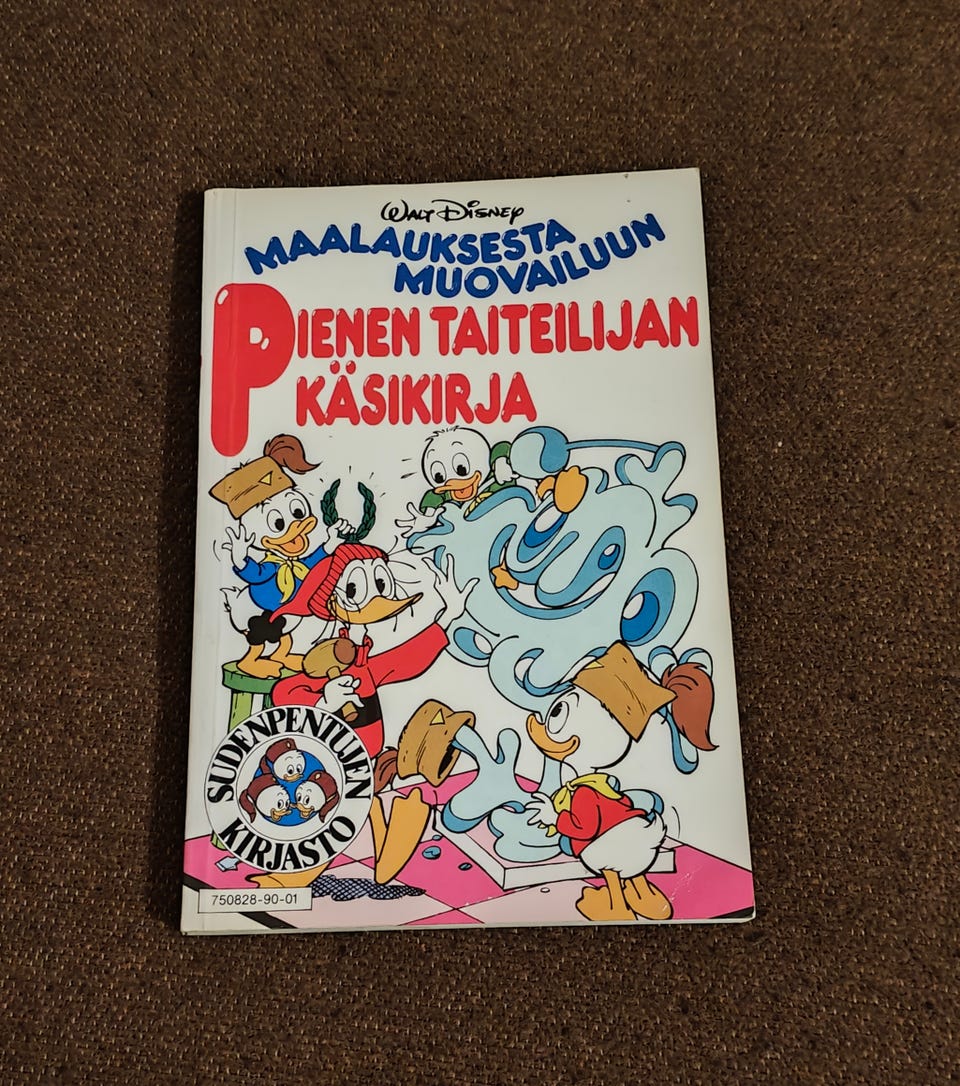 WALT DISNEY
MAALAUKSESTA
MUOVAILUUN
PIENEN TAITEILIJAN
KÄSIKIRJA
SUDENPENTUJEN
KIRJASTO
750828-90-01